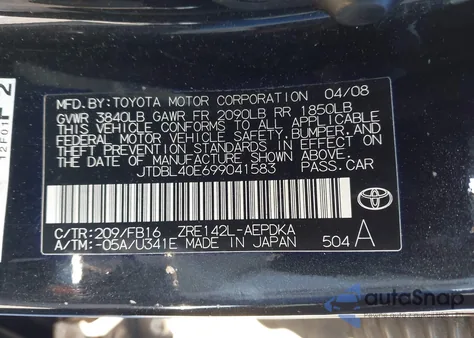 MFD.BY:TOYOTA MOTOR CORPORATION 04/08
GVWR 3840LB GAWR FR 2090LB RR 1850LB
THIS VEHICLE CONFORMS TO ALL APPLICABLE
FEDERAL MOTOR VEHICLE SAFETY, BUMPER, AND
THEFT PREVENTION STANDARDS IN EFFECT ON
THE DATE OF MANUFACTURE SHOWN ABOVE.
JTDBL40E699041583 PASS.CAR
C/TR:209/FB16 ZRE142L-AEPDKA
A/TM:-05A/U341E MADE IN JAPAN 504 A
12F01
2
autoSnap